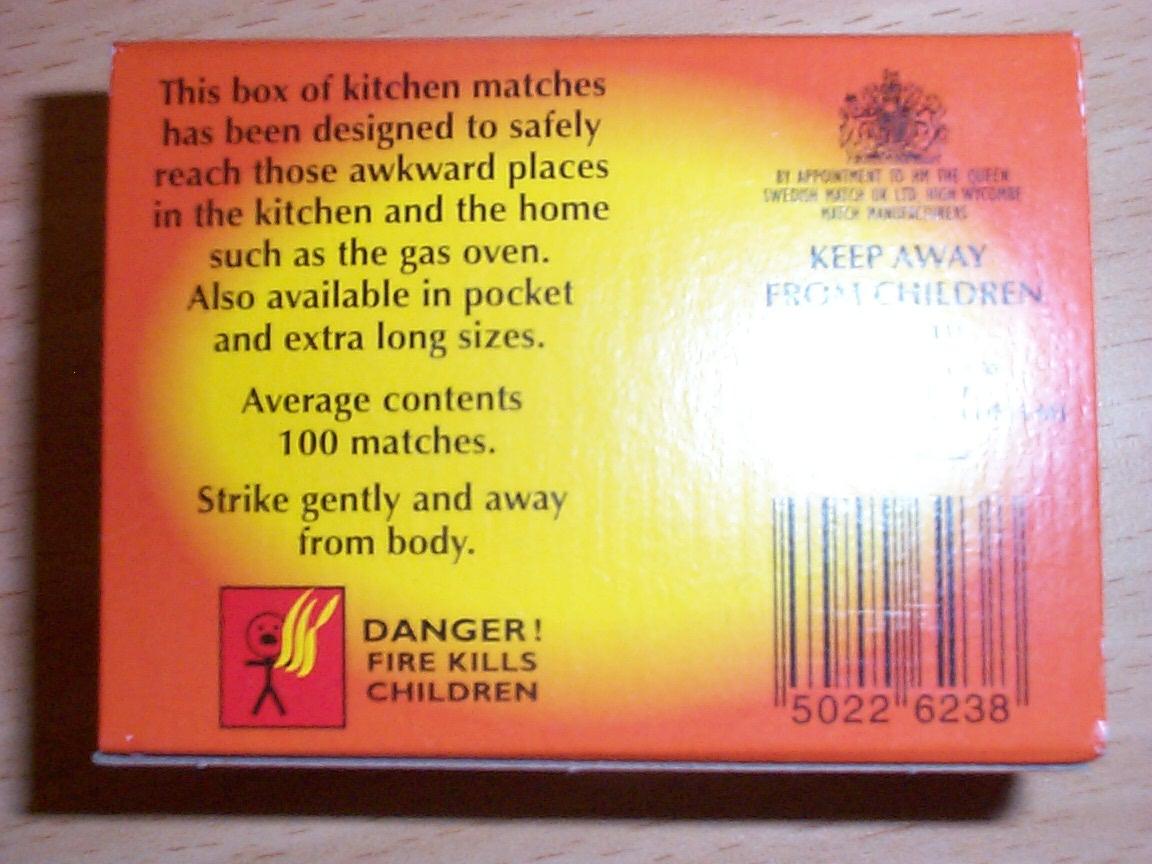 This box of kitchen matches
has been designed to safely
reach those awkward places
in the kitchen and the home
such as the gas oven.
Also available in pocket
and extra long sizes.
Average contents
100 matches.
Strike gently and away
from body.
DANGER!
FIRE KILLS
CHILDREN
BY APPOINTMENT TO HM THE QUEEN
SWEDISH MATCH UK LTD, HIGH WYCOMBE
MATCH MANUFACTURERS
KEEP AWAY
FROM CHILDREN
5022 6238